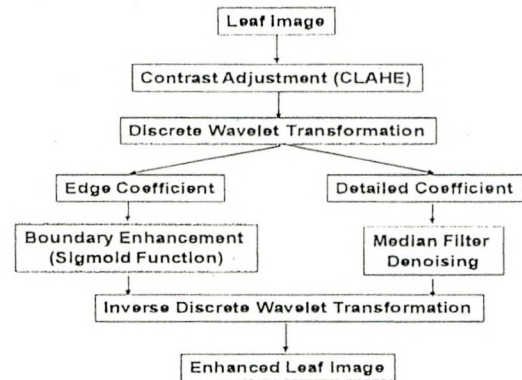 Leaf Image
Contrast Adjustment (CLAHE)
Discrete Wavelet Transformation
Edge Coefficient
Detailed Coefficient
Boundary Enhancement
(Sigmoid Function)
Median Filter
Denoising
Inverse Discrete Wavelet Transformation
Enhanced Leaf Image